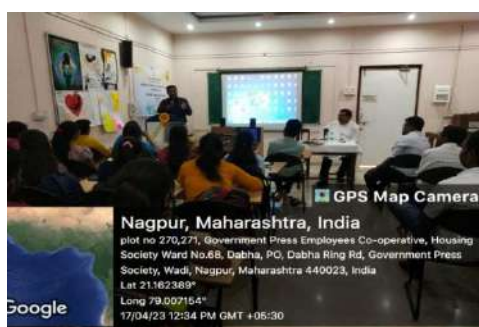 GPS Map Camera
Nagpur, Maharashtra, India
plot no 270,271, Government Press Employees Co-operative, Housing
Society Ward No.68, Dabha, PO, Dabha Ring Rd, Government Press
Society, Wadi, Nagpur, Maharashtra 440023, India
Lat 21.162389°
Long 79.007154°
17/04/23 12:34 PM GMT +05:30
Google